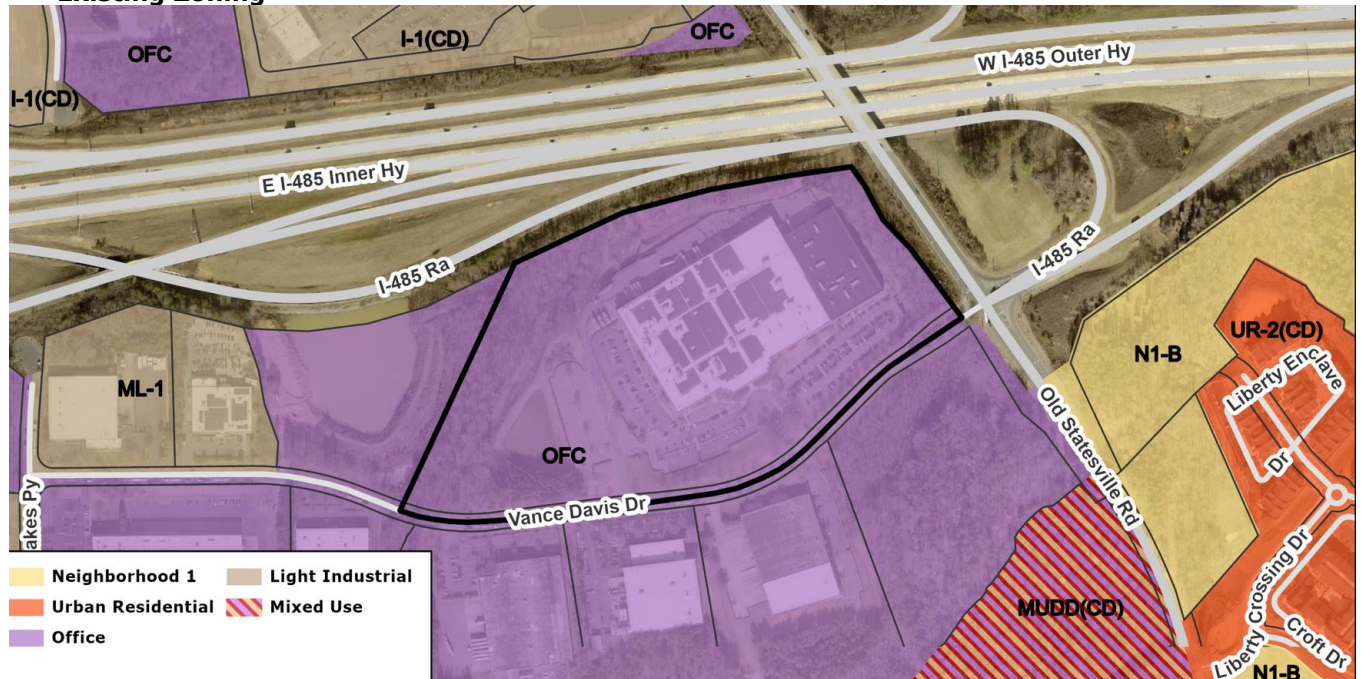 Existing Zoning
OFC
I-1(CD)
OFC
I-1(CD)
W I-485 Outer Hy
E I-485 Inner Hy
I-485 Ra
I-485 Ra
UR-2(CD)
N1-B
Liberty Enclave
Dr
ML-1
Old Statesville Rd
OFC
Vance Davis Dr
akes Py
MUDD(CD)
Liberty Crossing Dr
Croft Dr
N1-B
Neighborhood 1
Light Industrial
Urban Residential
Mixed Use
Office